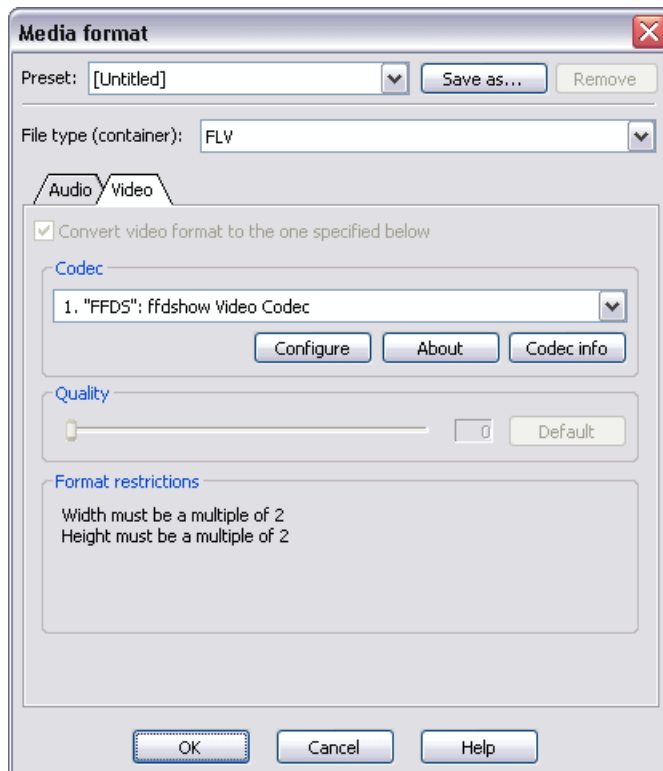 Media format
Preset: [Untitled] Save as... Remove
File type (container): FLV
Audio Video
Convert video format to the one specified below
Codec
1. "FFDS": ffdshow Video Codec
Configure About Codec info
Quality
0 Default
Format restrictions
Width must be a multiple of 2
Height must be a multiple of 2
OK Cancel Help